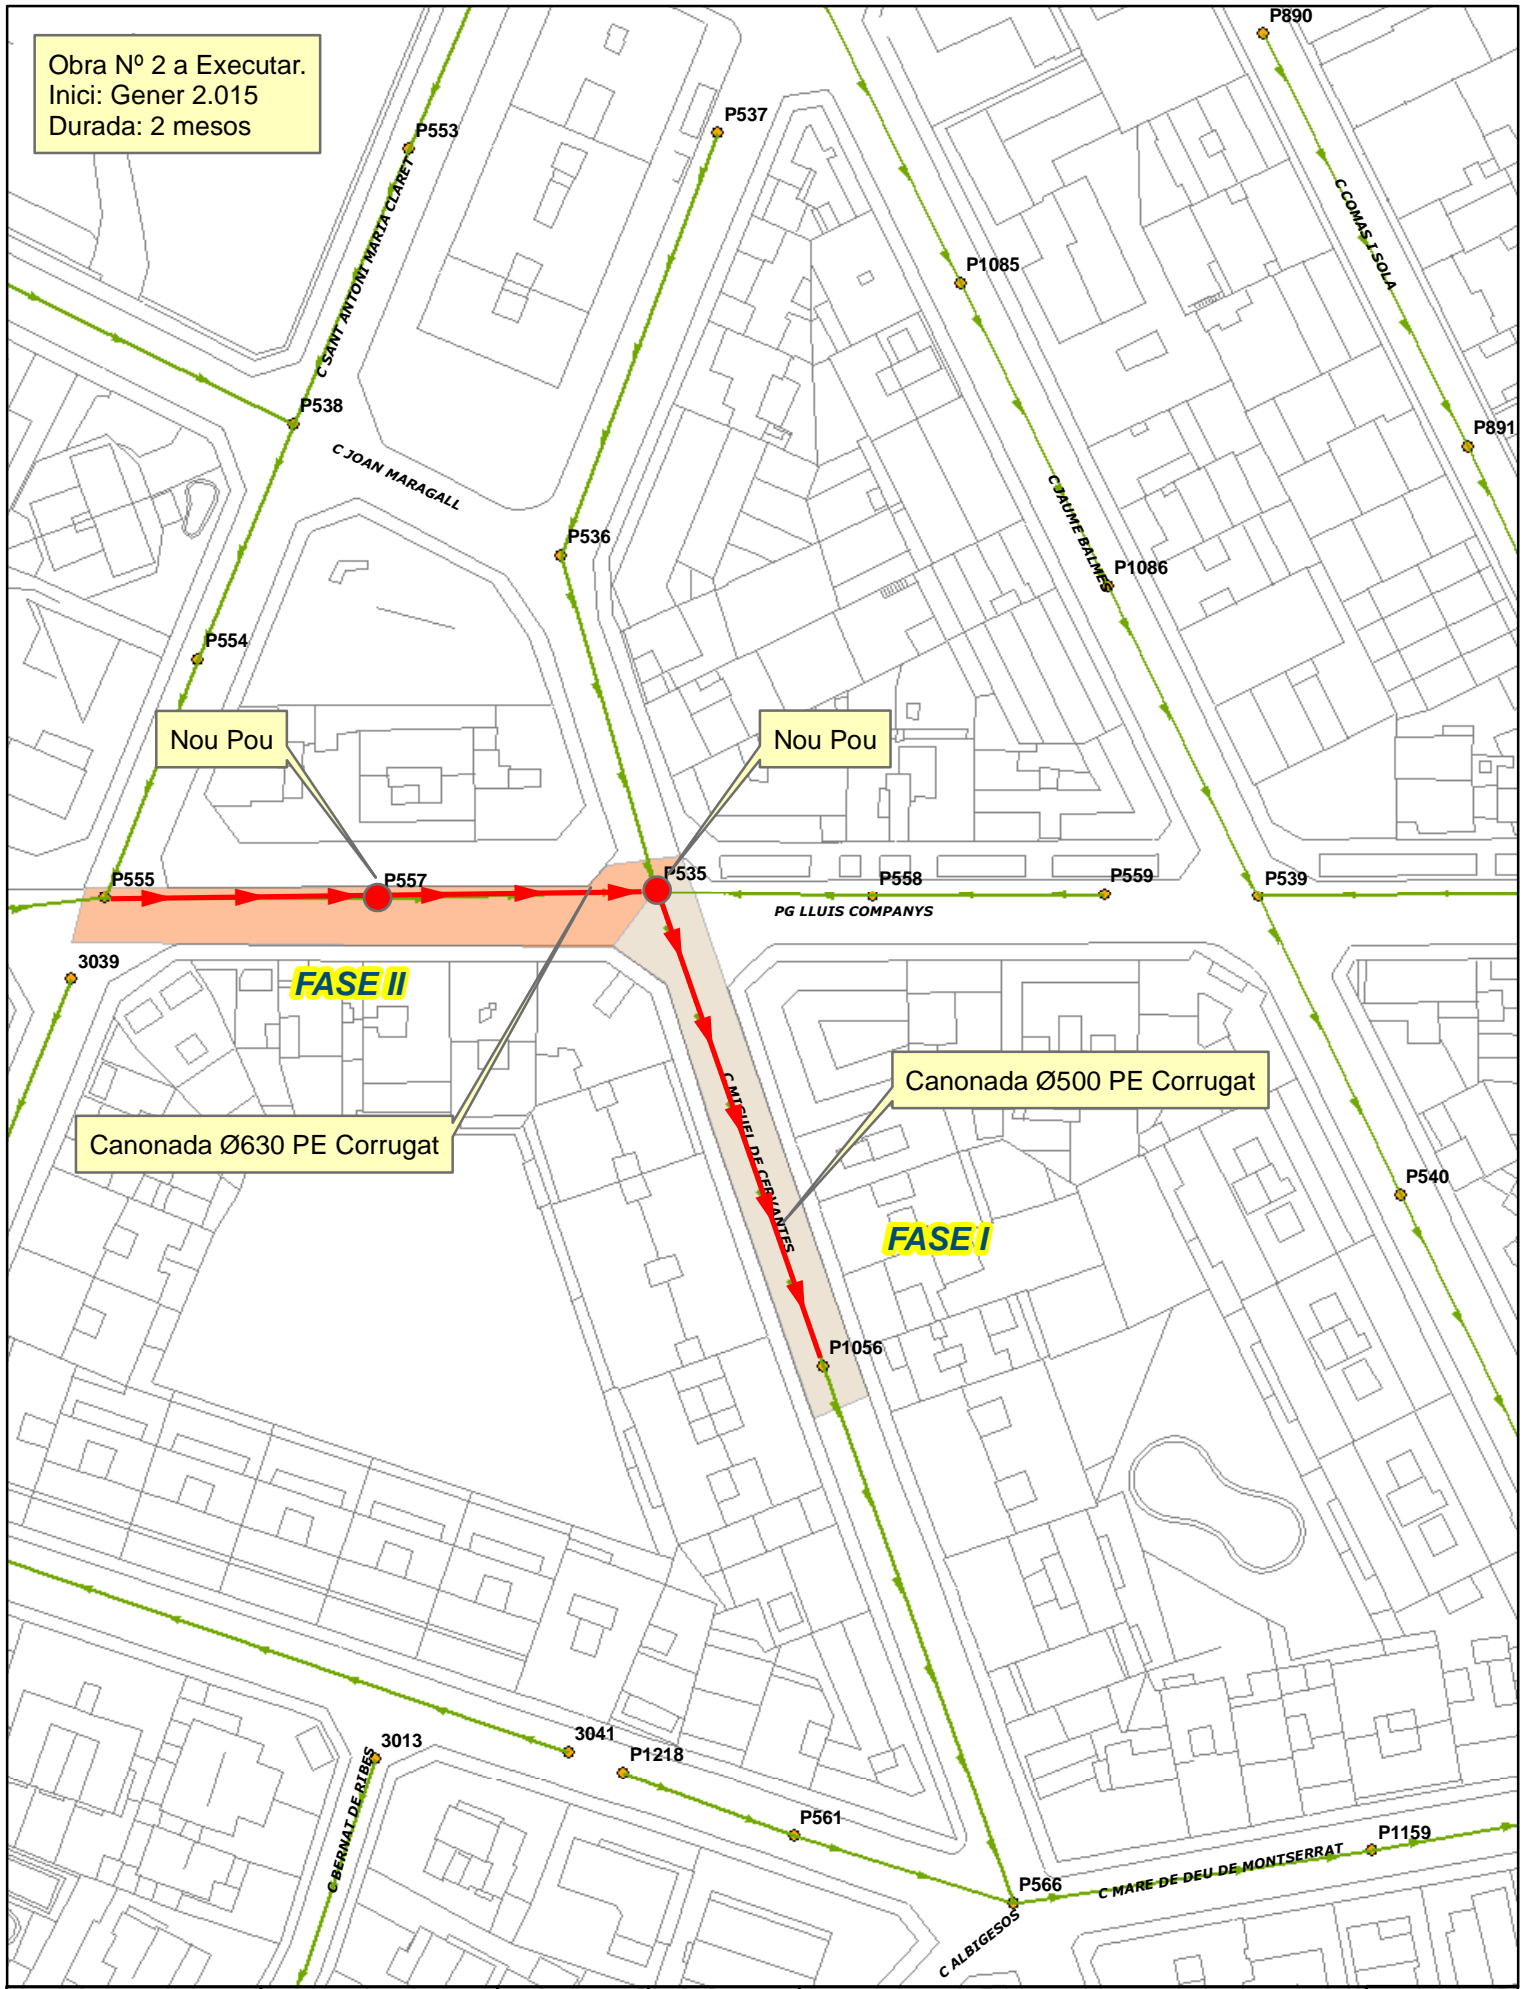 Obra Nº 2 a Executar.
Inici: Gener 2.015
Durada: 2 mesos
P890
P553
P537
C SANT ANTONI MARIA CLARET
C COMAS I SOLA
P1085
P538
P891
C JOAN MARAGALL
P536
C JAUME BALMES
P1086
P554
Nou Pou
Nou Pou
P555
P557
P535
P558
P559
P539
PG LLUIS COMPANYS
3039
FASE II
Canonada Ø500 PE Corrugat
C MIGUEL DE CERVANTES
Canonada Ø630 PE Corrugat
P540
FASE I
P1056
3013
3041
P1218
C BERNAT DE RIBES
P561
P1159
C MARE DE DEU DE MONTSERRAT
P566
C ALBIGESOS